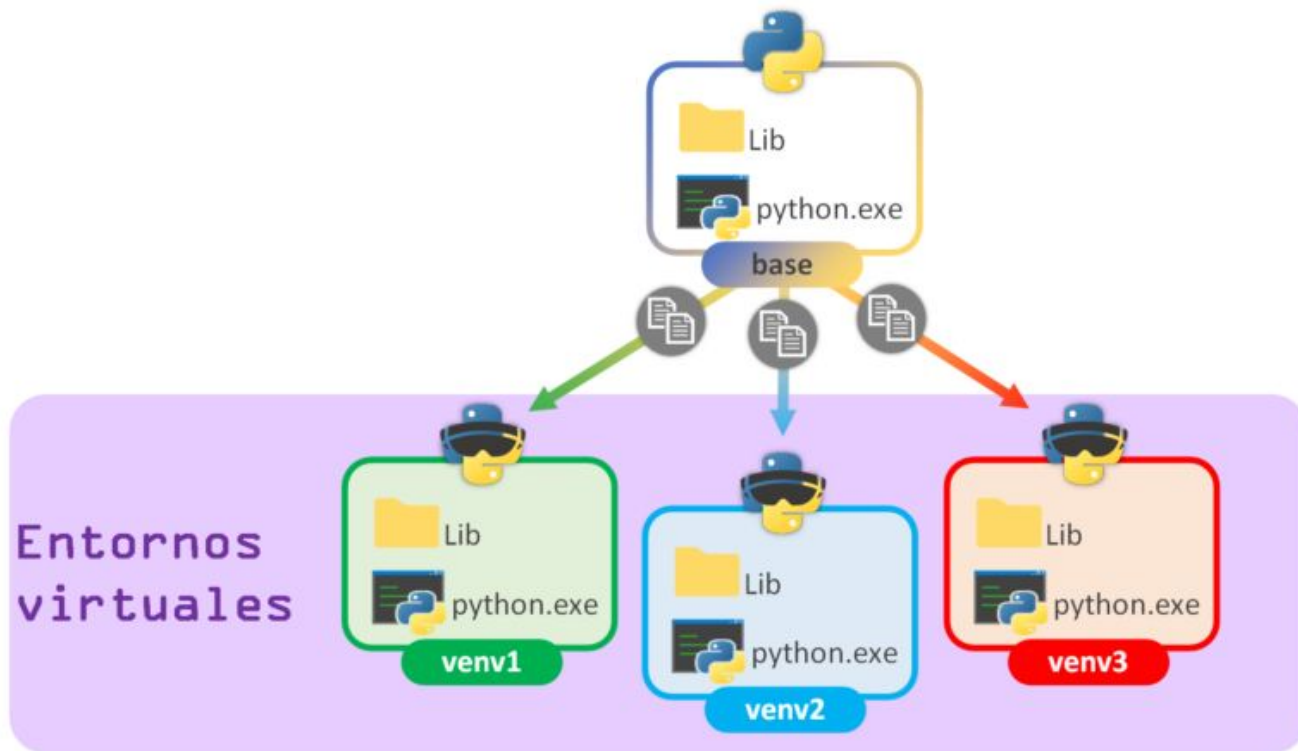 Lib
python.exe
base
Entornos
virtuales
Lib
python.exe
venv1
Lib
python.exe
venv2
Lib
python.exe
venv3